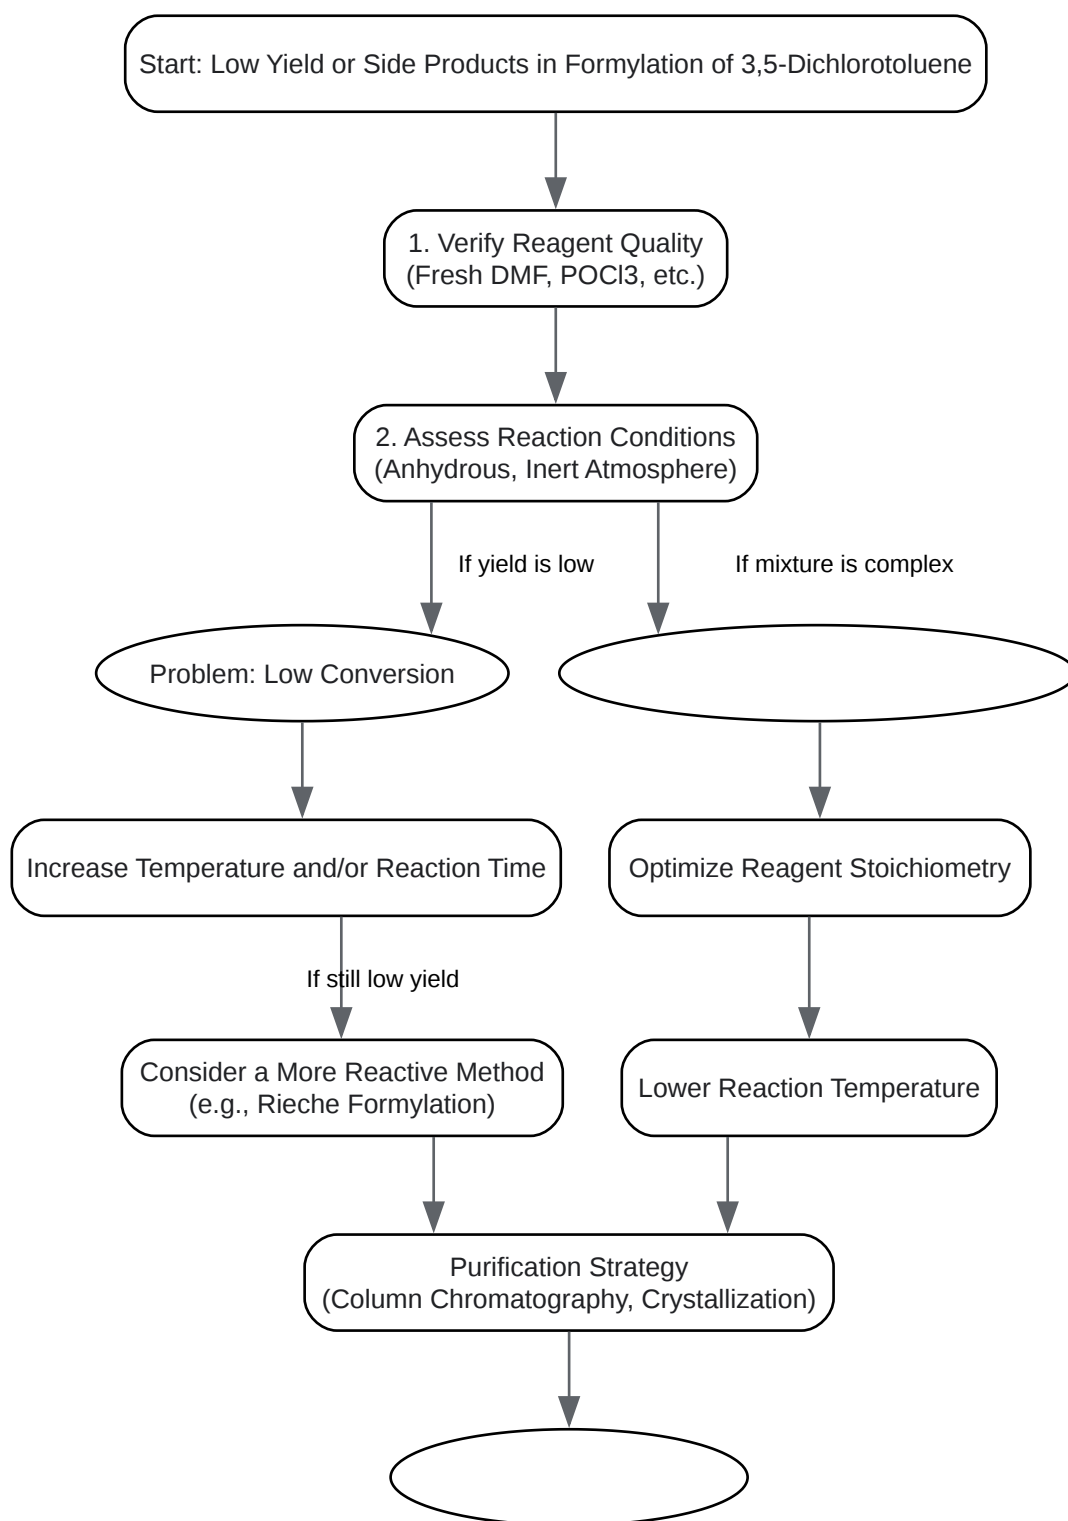 Start: Low Yield or Side Products in Formylation of 3,5-Dichlorotoluene
1. Verify Reagent Quality
(Fresh DMF, POCl3, etc.)
2. Assess Reaction Conditions
(Anhydrous, Inert Atmosphere)
If yield is low
If mixture is complex
Problem: Low Conversion
Increase Temperature and/or Reaction Time
Optimize Reagent Stoichiometry
If still low yield
Consider a More Reactive Method
(e.g., Rieche Formylation)
Lower Reaction Temperature
Purification Strategy
(Column Chromatography, Crystallization)